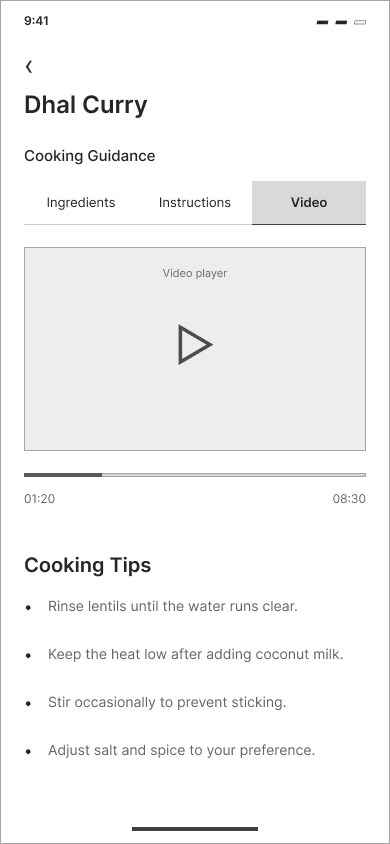 9:41
Dhal Curry
Cooking Guidance
Ingredients Instructions Video
Video player
01:20 08:30
Cooking Tips
• Rinse lentils until the water runs clear.
• Keep the heat low after adding coconut milk.
• Stir occasionally to prevent sticking.
• Adjust salt and spice to your preference.